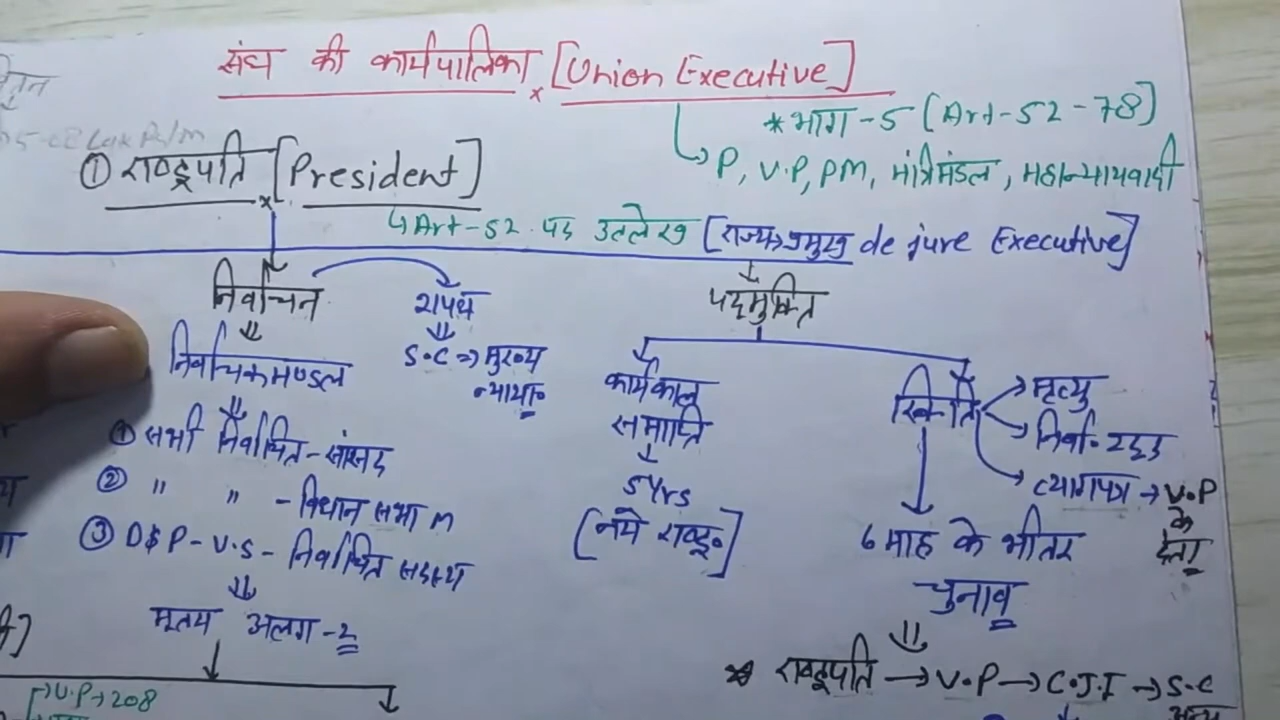 संघ की कार्यपालिका [Union Executive]
* भाग-5 (Art-52-78]
P, V.P, PM, मंत्रिमंडल, महान्यायवादी
① राष्ट्रपति [President]
Art-52 पद उल्लेख [राज्य प्रमुख de jure Executive]
निर्वाचन
शपथ
S.C ⇒ मुख्य
न्याया॰
निर्वाचकमण्डल
① सभी निर्वाचित - सांसद
② " " - विधान सभा m
③ D&P - V.S - निर्वाचित सदस्य
मूल्य अलग-2
V.P → 208
पदमुक्ति
कार्यकाल
समाप्ति
5 Yrs
[नये राष्ट्र॰]
रिक्ति
मृत्यु
निर्वा॰ रद्द
त्यागपत्र → V.P
के
देता
6 माह के भीतर
चुनाव
* राष्ट्रपति → V.P → C.J.I → S.C
अन्य